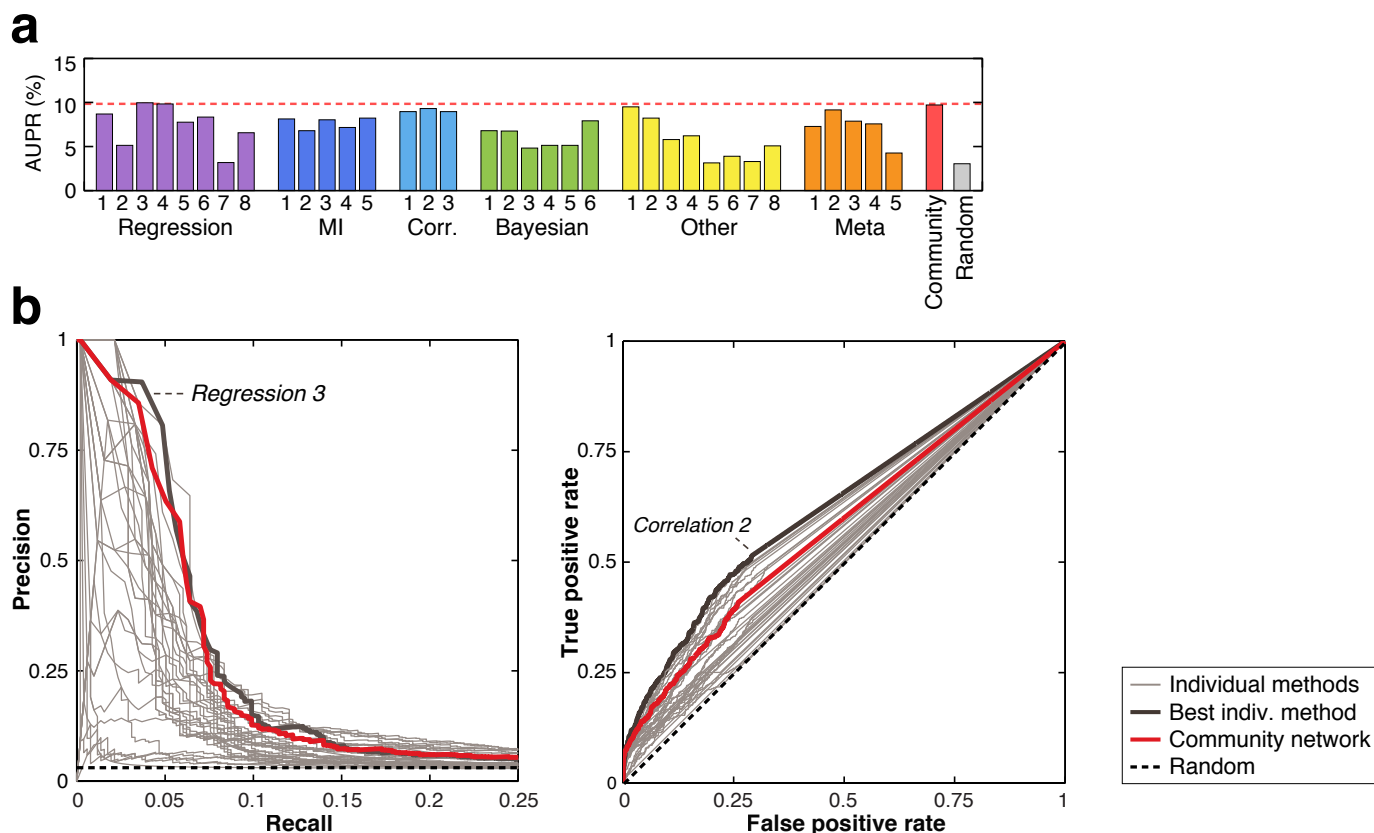 a
AUPR (%)
15
10
5
0
1 2 3 4 5 6 7 8
Regression
1 2 3 4 5
MI
1 2 3
Corr.
1 2 3 4 5 6
Bayesian
1 2 3 4 5 6 7 8
Other
1 2 3 4 5
Meta
Community
Random
b
Precision
1
0.75
0.5
0.25
0
Regression 3
0 0.05 0.1 0.15 0.2 0.25
Recall
True positive rate
1
0.75
0.5
0.25
0
Correlation 2
0 0.25 0.5 0.75 1
False positive rate
Individual methods
Best indiv. method
Community network
Random